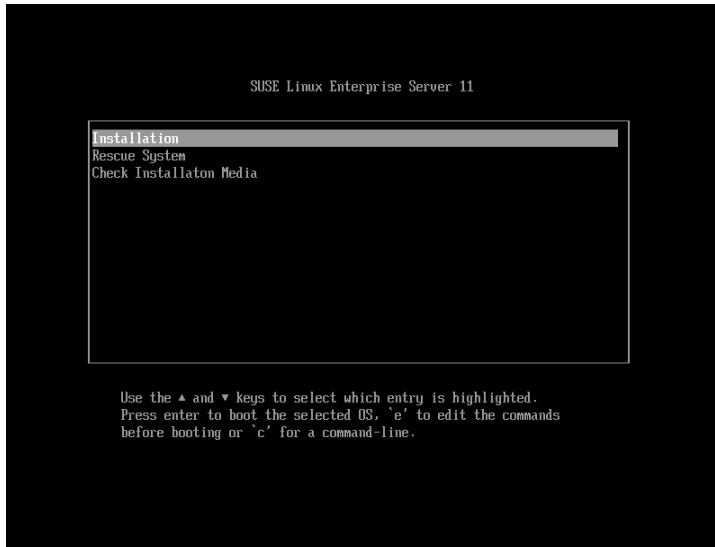 SUSE Linux Enterprise Server 11
Installation
Rescue System
Check Installaton Media
Use the ▲ and ▼ keys to select which entry is highlighted.
Press enter to boot the selected OS, `e' to edit the commands
before booting or `c' for a command-line.